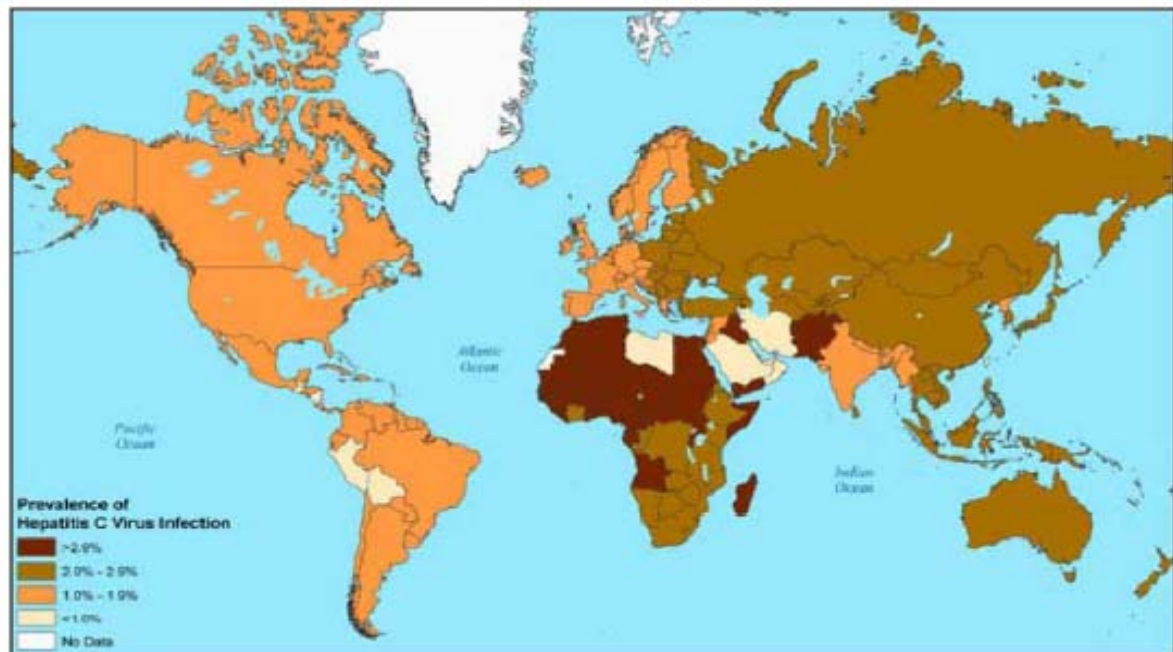 Atlantic
Ocean
Pacific
Ocean
Indian
Ocean
Prevalence of
Hepatitis C Virus Infection
>2.9%
2.0% - 2.9%
1.0% - 1.9%
<1.0%
No Data